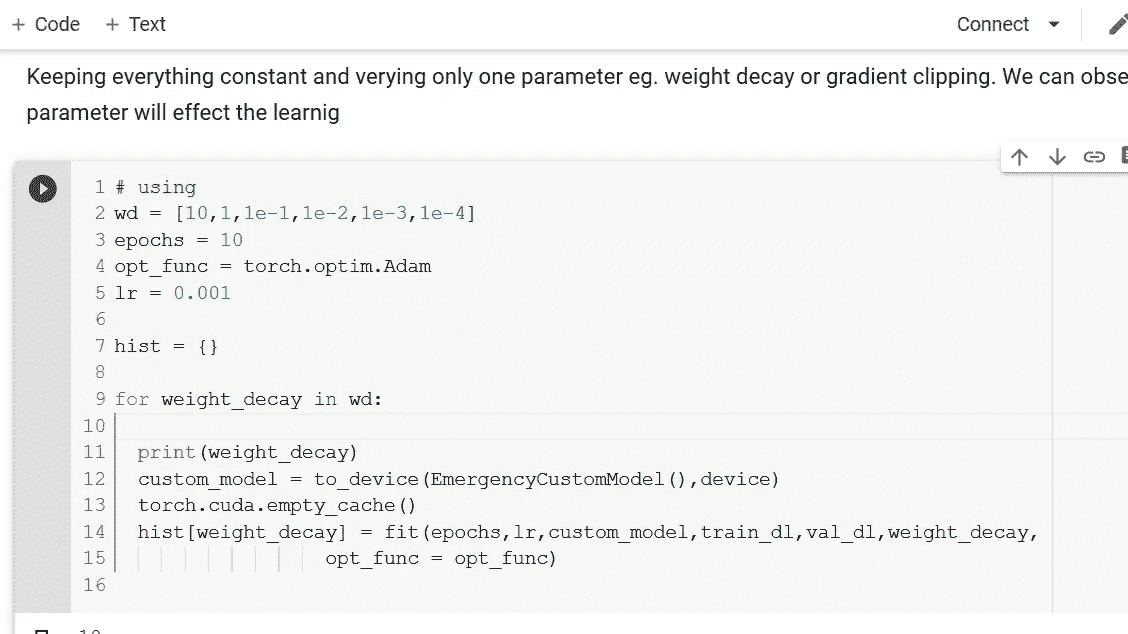 + Code + Text Connect
Keeping everything constant and verying only one parameter eg. weight decay or gradient clipping. We can obse
parameter will effect the learnig
1 # using
2 wd = [10,1,1e-1,1e-2,1e-3,1e-4]
3 epochs = 10
4 opt_func = torch.optim.Adam
5 lr = 0.001
6
7 hist = {}
8
9 for weight_decay in wd:
10
11 print(weight_decay)
12 custom_model = to_device(EmergencyCustomModel(),device)
13 torch.cuda.empty_cache()
14 hist[weight_decay] = fit(epochs,lr,custom_model,train_dl,val_dl,weight_decay,
15 opt_func = opt_func)
16